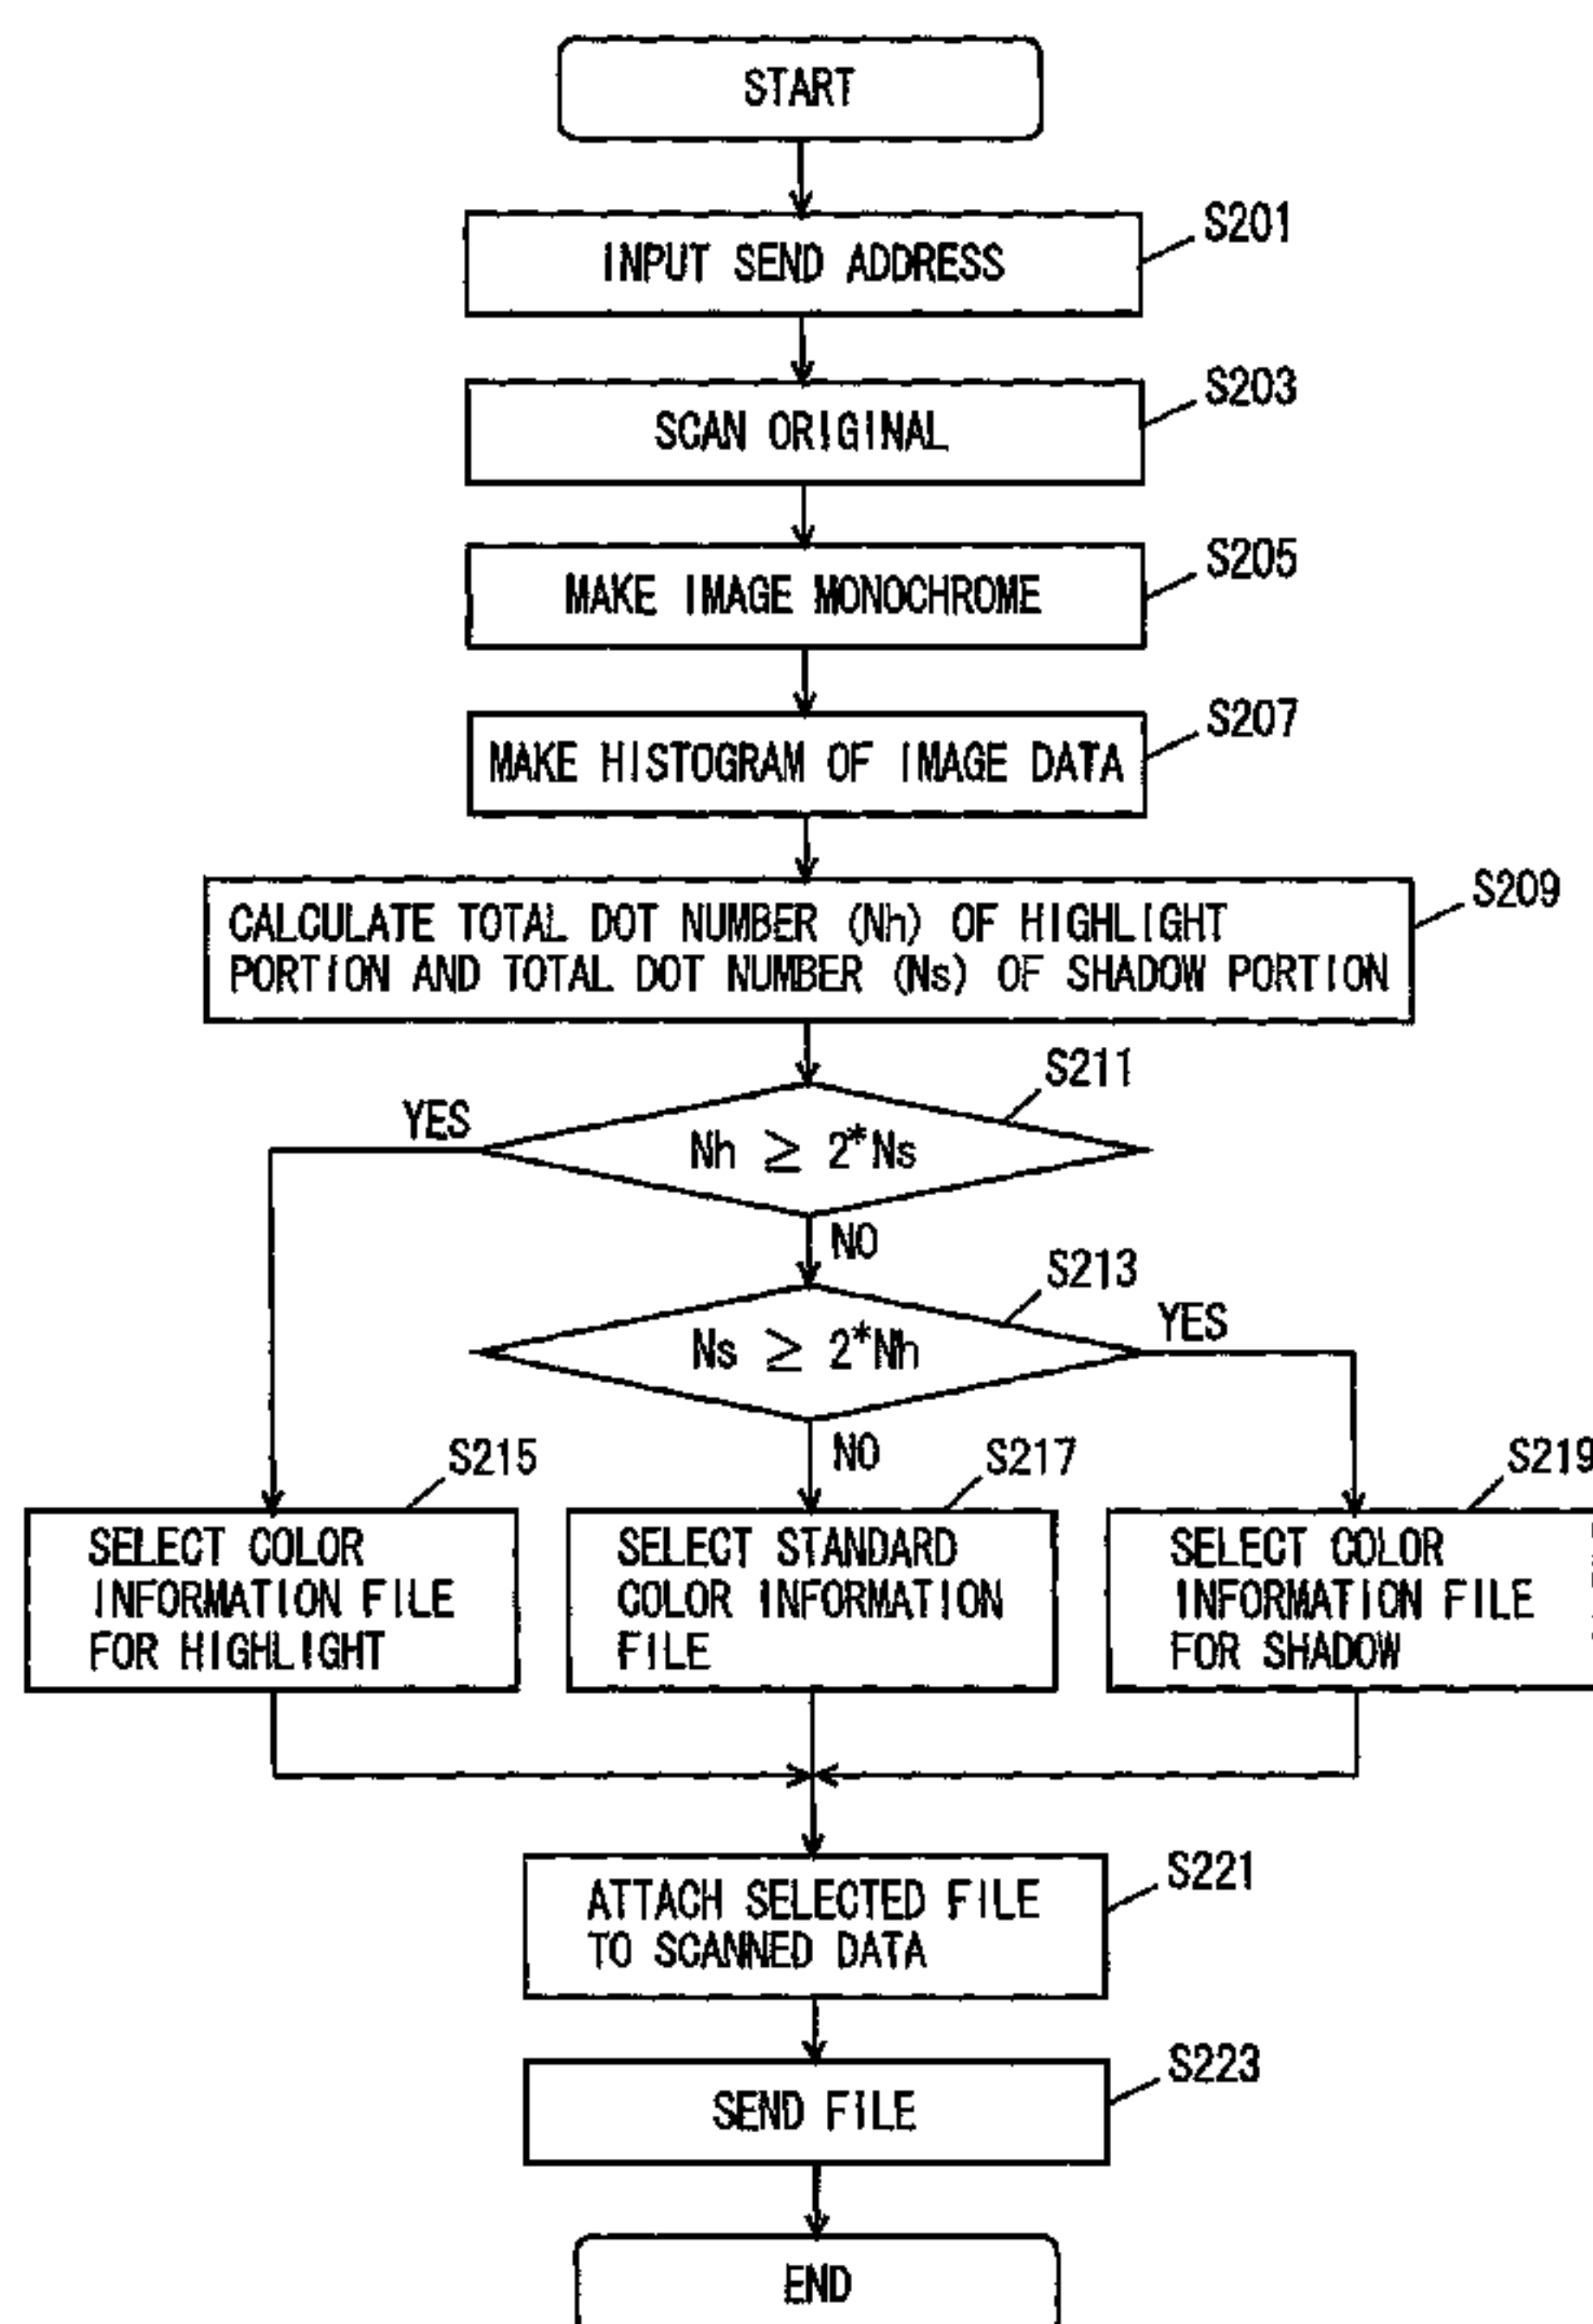 START
S201
INPUT SEND ADDRESS
S203
SCAN ORIGINAL
S205
MAKE IMAGE MONOCHROME
S207
MAKE HISTOGRAM OF IMAGE DATA
S209
CALCULATE TOTAL DOT NUMBER (Nh) OF HIGHLIGHT
PORTION AND TOTAL DOT NUMBER (Ns) OF SHADOW PORTION
S211
YES
Nh ≧ 2*Ns
NO
S213
YES
Ns ≧ 2*Nh
NO
S215
SELECT COLOR
INFORMATION FILE
FOR HIGHLIGHT
S217
SELECT STANDARD
COLOR INFORMATION
FILE
S219
SELECT COLOR
INFORMATION FILE
FOR SHADOW
S221
ATTACH SELECTED FILE
TO SCANNED DATA
S223
SEND FILE
END